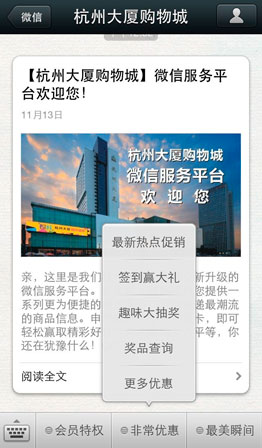 微信
杭州大厦购物城
【杭州大厦购物城】微信服务平
台欢迎您！
11月13日
杭州大厦购物城
微信服务平台
欢 迎 您
亲，这里是我们
新升级的
微信服务平台。
您提供一
系列更为便捷的
递最潮流
的商品信息。申
卡，即可
轻松赢取精彩好
平等，你
还在犹豫什么！
阅读全文
最新热点促销
签到赢大礼
趣味大抽奖
奖品查询
更多优惠
会员特权
非常优惠
最美瞬间